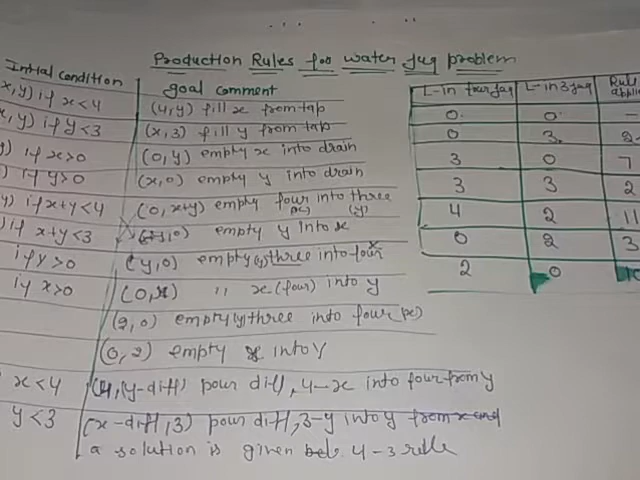 Production Rules foo water Jug problem
Initial condition goal comment
x,y) if x<4 (4,y) fill x from tap
x,y) if y<3 (x,3) fill y from tap
y) if x>0 (0,y) empty x into drain
) if y>0 (x,0) empty y into drain
y) if x+y<4 (0,x+y) empty four into three
(x) (y)
) if x+y<3 empty y into x
if y>0 (y,0) empty(y)three into four
if x>0 (0,x) " x(four) into y
(2,0) empty(y)three into four(x)
(0,2) empty x into y
x<4 (4,(y-diff) pour diff, 4-x into four from y
y<3 (x-diff,3) pour diff,3-y into y from x and
a solution is given 4-3 rule
L-in four jug L-in 3 jug Rule
0 0 -
0 3 2
3 0 7
3 3 2
4 2 11
0 2 3
2 0 10